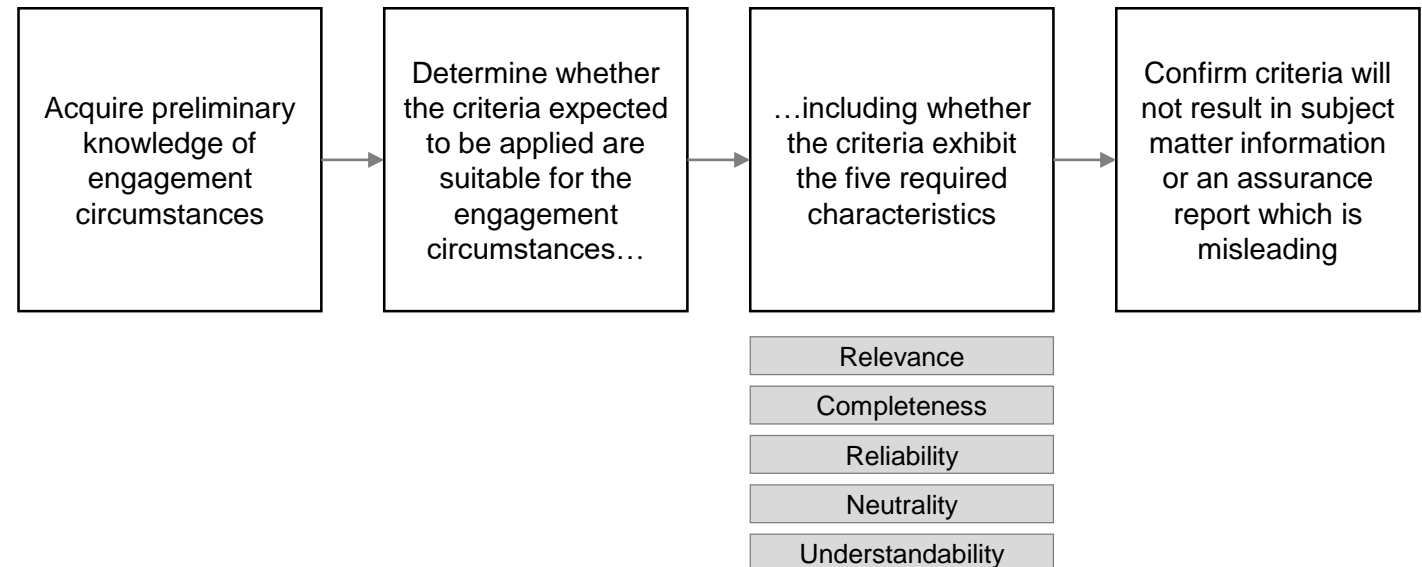 Acquire preliminary
knowledge of
engagement
circumstances
Determine whether
the criteria expected
to be applied are
suitable for the
engagement
circumstances…
…including whether
the criteria exhibit
the five required
characteristics
Confirm criteria will
not result in subject
matter information
or an assurance
report which is
misleading
Relevance
Completeness
Reliability
Neutrality
Understandability